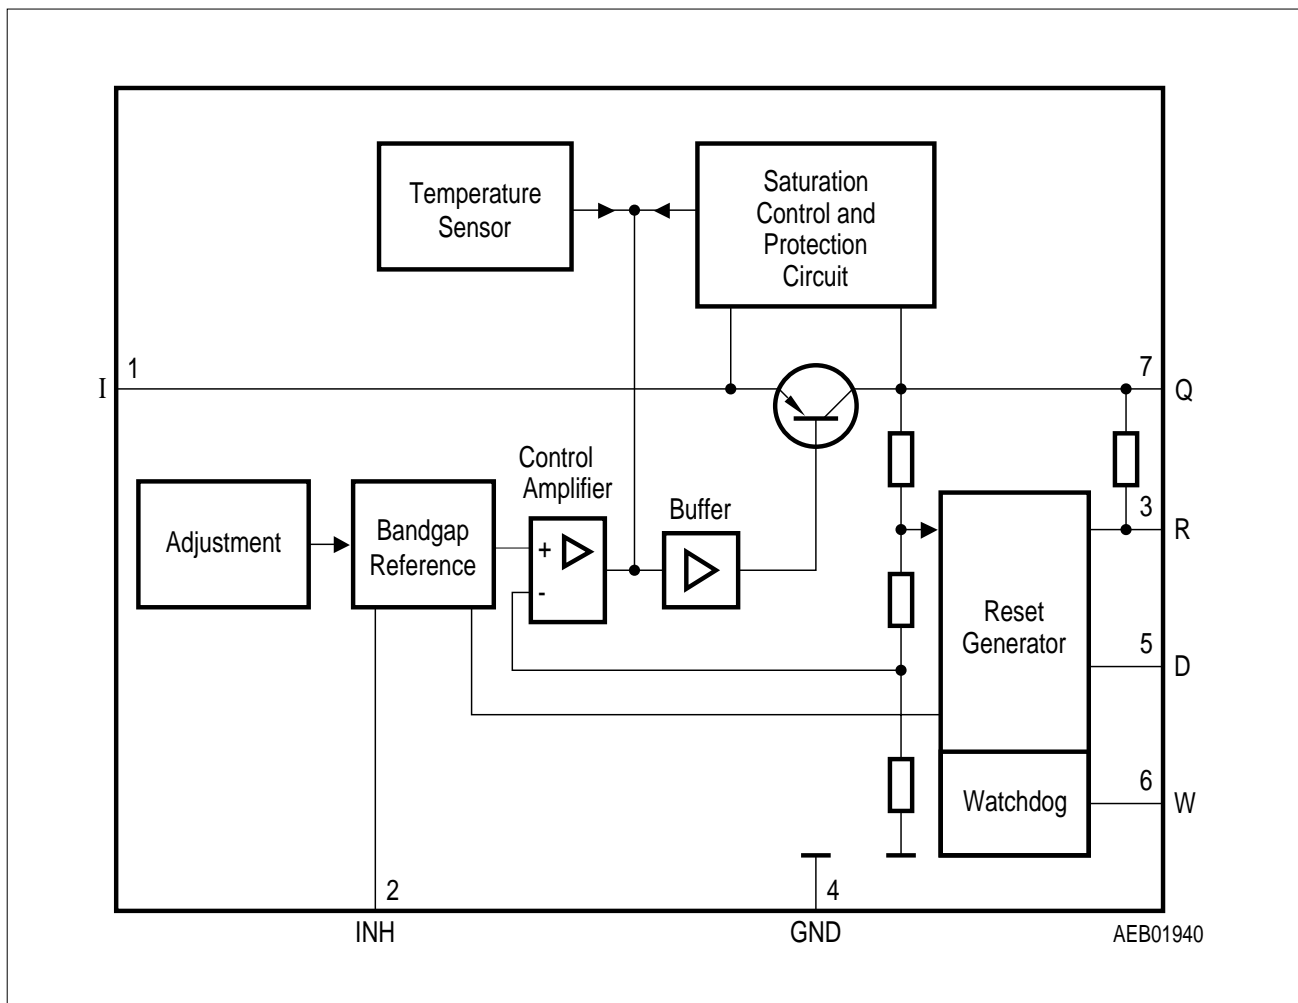 Temperature
Sensor
Saturation
Control and
Protection
Circuit
1
I
7
Q
Control
Amplifier
Buffer
3
R
Adjustment
Bandgap
Reference
+
-
Reset
Generator
5
D
Watchdog
6
W
2
4
INH
GND
AEB01940